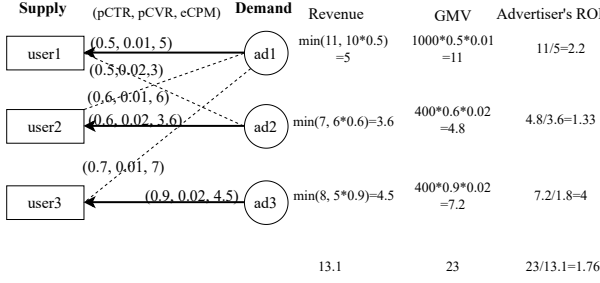 Supply (pCTR, pCVR, eCPM) Demand Revenue GMV Advertiser's ROI
user1 (0.5, 0.01, 5) ad1 min(11, 10*0.5) =5 1000*0.5*0.01 =11 11/5=2.2
(0.5,0.02,3)
(0.6, 0.01, 6)
user2 (0.6, 0.02, 3.6) ad2 min(7, 6*0.6)=3.6 400*0.6*0.02 =4.8 4.8/3.6=1.33
(0.7, 0.01, 7)
user3 (0.9, 0.02, 4.5) ad3 min(8, 5*0.9)=4.5 400*0.9*0.02 =7.2 7.2/1.8=4
13.1 23 23/13.1=1.76